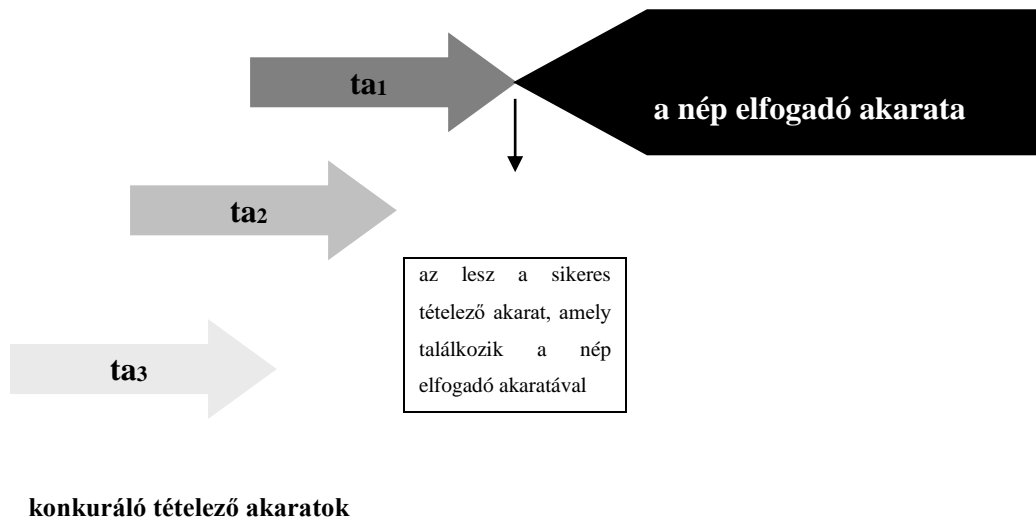 ta1
a nép elfogadó akarata
ta2
az lesz a sikeres
tételező akarat, amely
találkozik a nép
elfogadó akaratával
ta3
konkuráló tételező akaratok